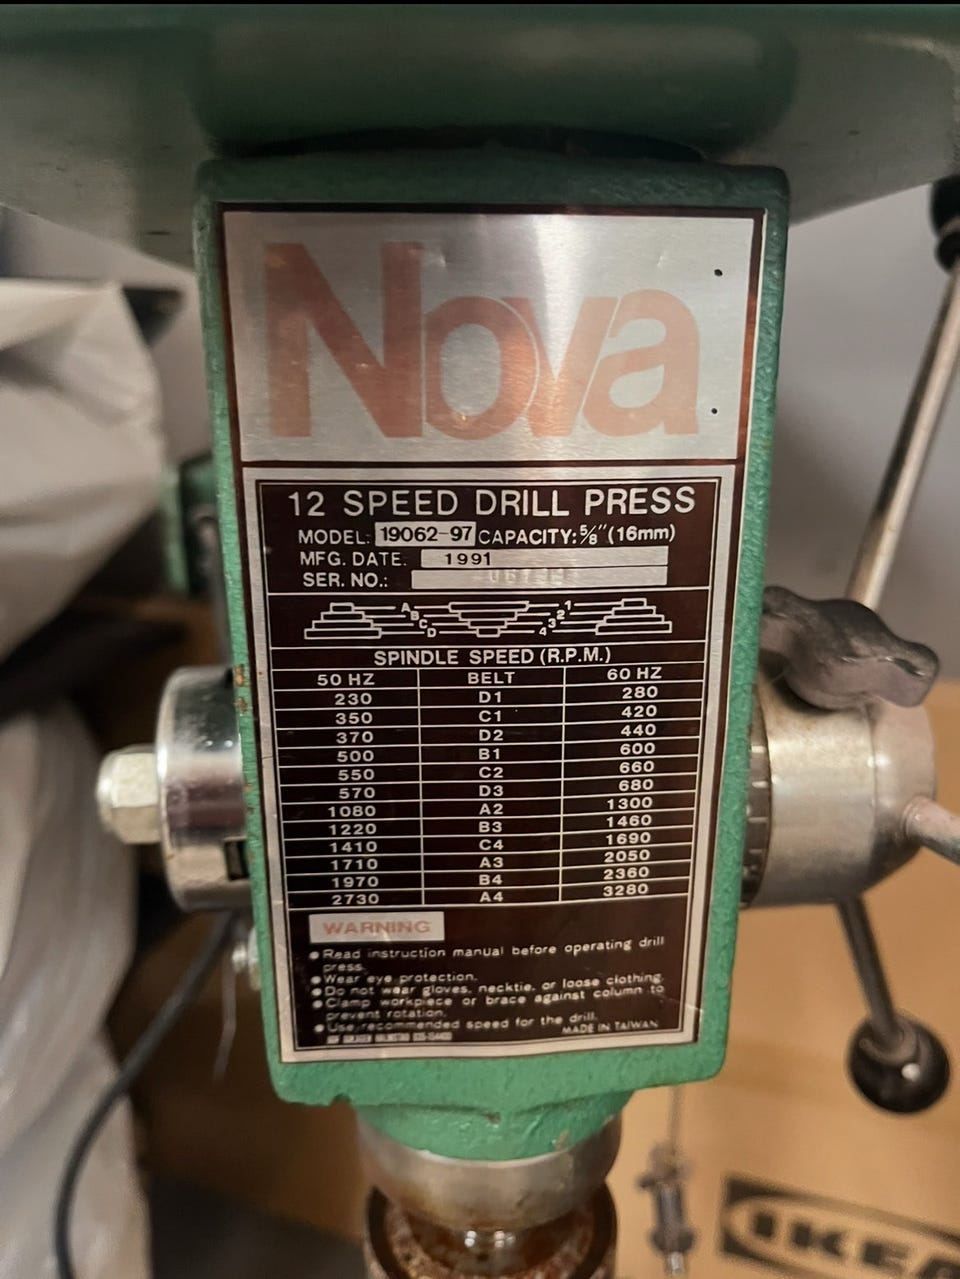 Nova
12 SPEED DRILL PRESS
MODEL: 19062-97 CAPACITY: 5/8" (16mm)
MFG. DATE. 1991
SER. NO.:
A B C D 1 2 3 4
SPINDLE SPEED (R.P.M.)
50 HZ BELT 60 HZ
230 D1 280
350 C1 420
370 D2 440
500 B1 600
550 C2 660
570 D3 680
1080 A2 1300
1220 B3 1460
1410 C4 1690
1710 A3 2050
1970 B4 2360
2730 A4 3280
WARNING
● Read instruction manual before operating drill
press.
● Wear eye protection.
● Do not wear gloves, necktie, or loose clothing.
● Clamp workpiece or brace against column to
prevent rotation.
● Use recommended speed for the drill.
MADE IN TAIWAN
IKEA